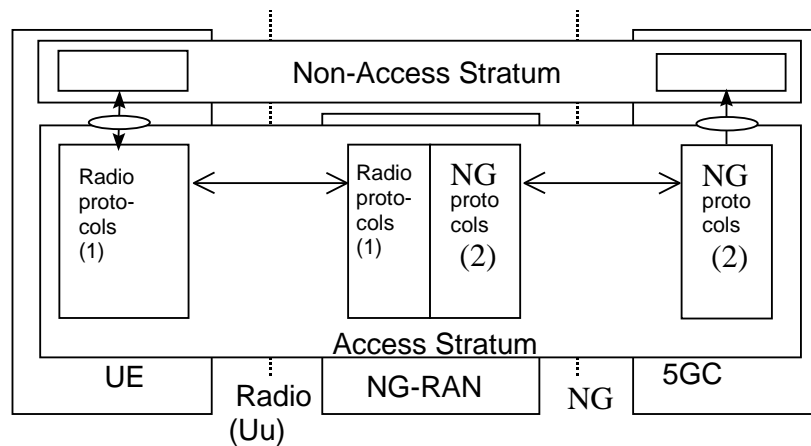 Non-Access Stratum
Radio
proto-
cols
(1)
Radio
proto-
cols
(1)
NG
proto
cols
(2)
NG
proto
cols
(2)
Access Stratum
UE
Radio
(Uu)
NG-RAN
NG
5GC